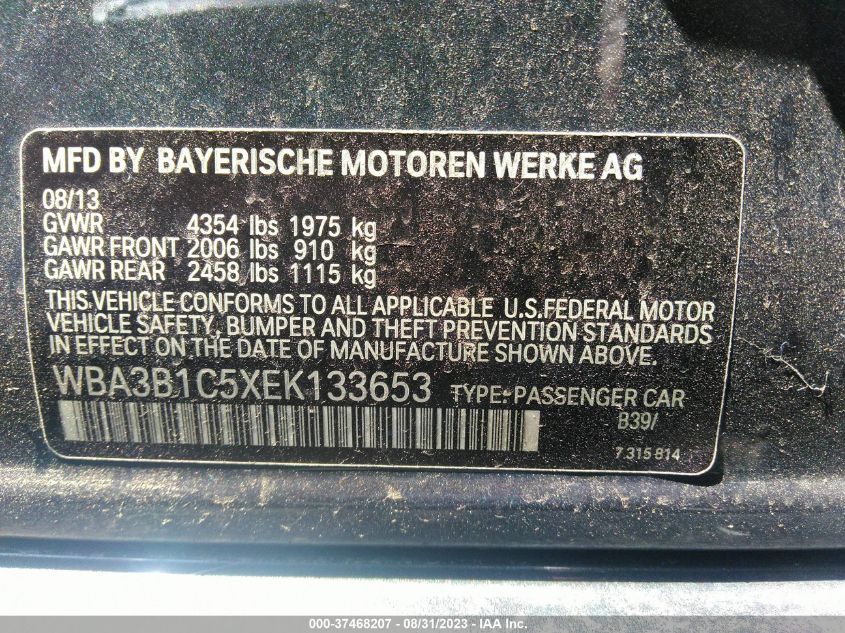 MFD BY BAYERISCHE MOTOREN WERKE AG
08/13
GVWR 4354 lbs 1975 kg
GAWR FRONT 2006 lbs 910 kg
GAWR REAR 2458 lbs 1115 kg
THIS VEHICLE CONFORMS TO ALL APPLICABLE U.S.FEDERAL MOTOR
VEHICLE SAFETY, BUMPER AND THEFT PREVENTION STANDARDS
IN EFFECT ON THE DATE OF MANUFACTURE SHOWN ABOVE.
WBA3B1C5XEK133653 TYPE-PASSENGER CAR
B39/
7 315 814
000-37468207 - 08/31/2023 - IAA Inc.